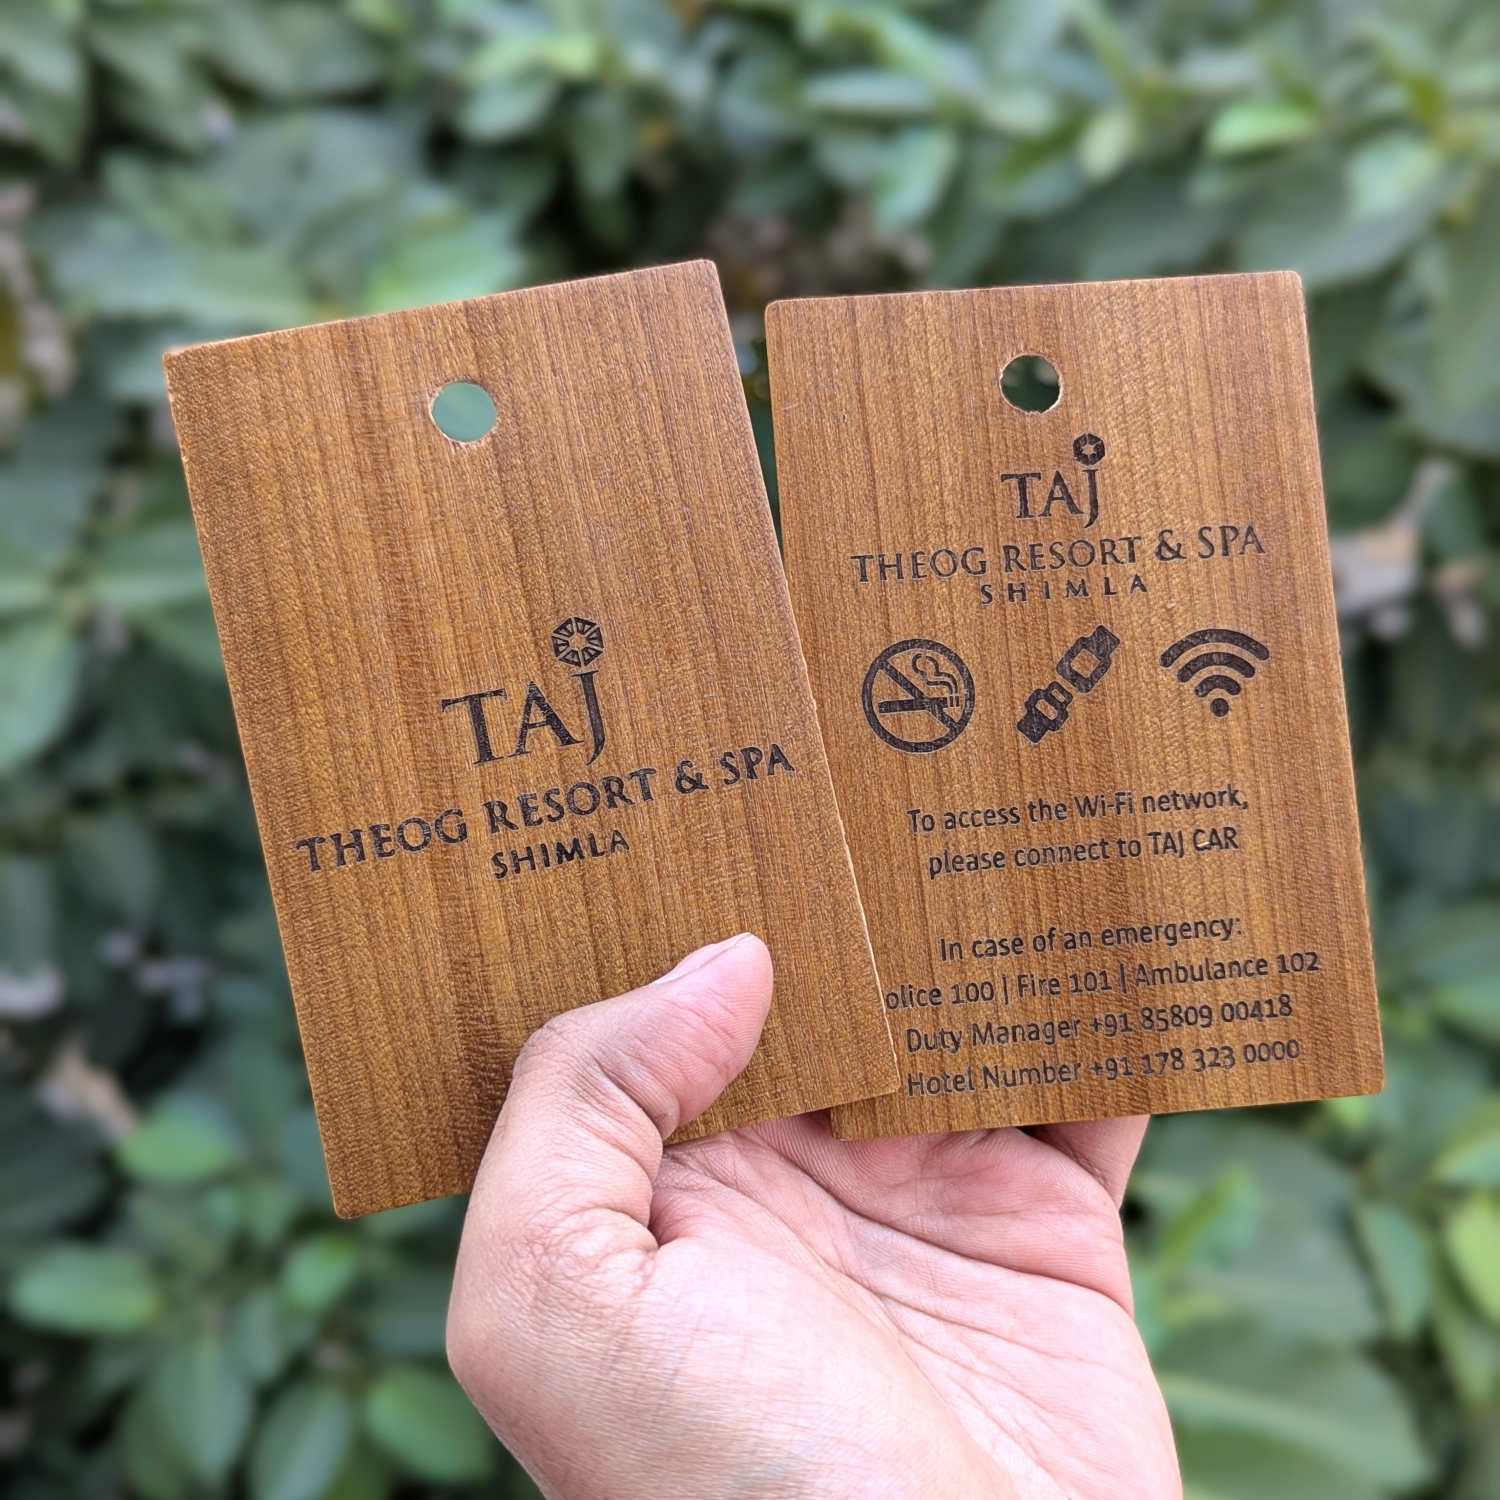 TAJ
THEOG RESORT & SPA
SHIMLA
TAJ
THEOG RESORT & SPA
SHIMLA
To access the Wi-Fi network,
please connect to TAJ CAR
In case of an emergency:
olice 100 | Fire 101 | Ambulance 102
Duty Manager +91 85809 00418
Hotel Number +91 178 323 0000